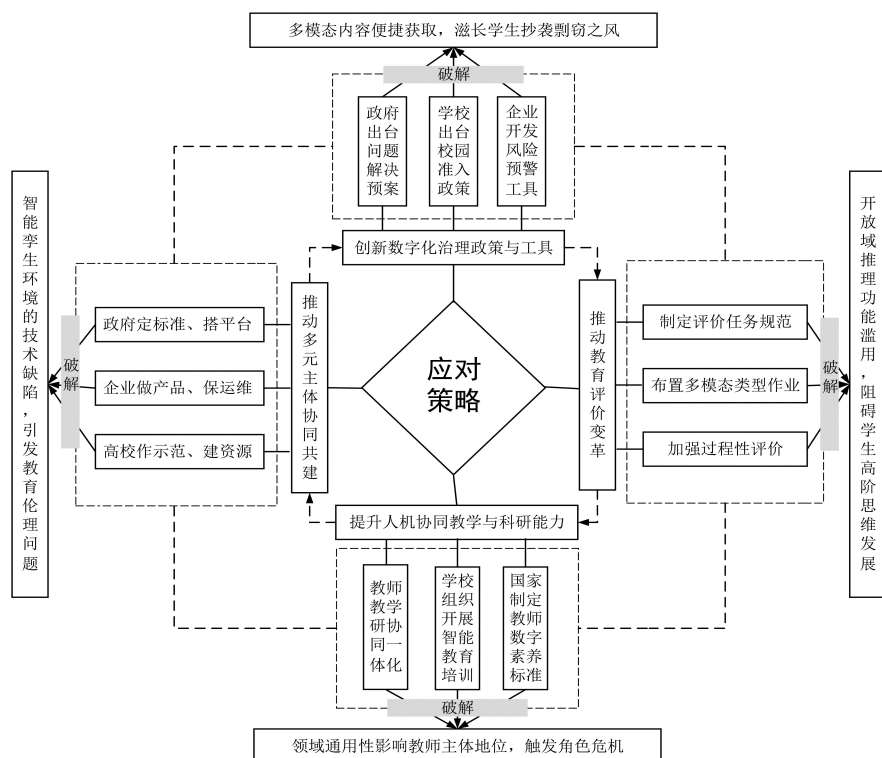 多模态内容便捷获取，滋长学生抄袭剽窃之风
破解
政府
出台
问题
解决
预案
学校
出台
校园
准入
政策
企业
开发
风险
预警
工具
创新数字化治理政策与工具
智能孪生环境的技术缺陷，引发教育伦理问题
破解
政府定标准、搭平台
企业做产品、保运维
高校作示范、建资源
推动多元主体协同共建
应对
策略
推动教育评价变革
制定评价任务规范
布置多模态类型作业
加强过程性评价
破解
开放域推理功能滥用，阻碍学生高阶思维发展
提升人机协同教学与科研能力
教师
教学
研协
同一
体化
学校
组织
开展
智能
教育
培训
国家
制定
教师
数字
素养
标准
破解
领域通用性影响教师主体地位，触发角色危机